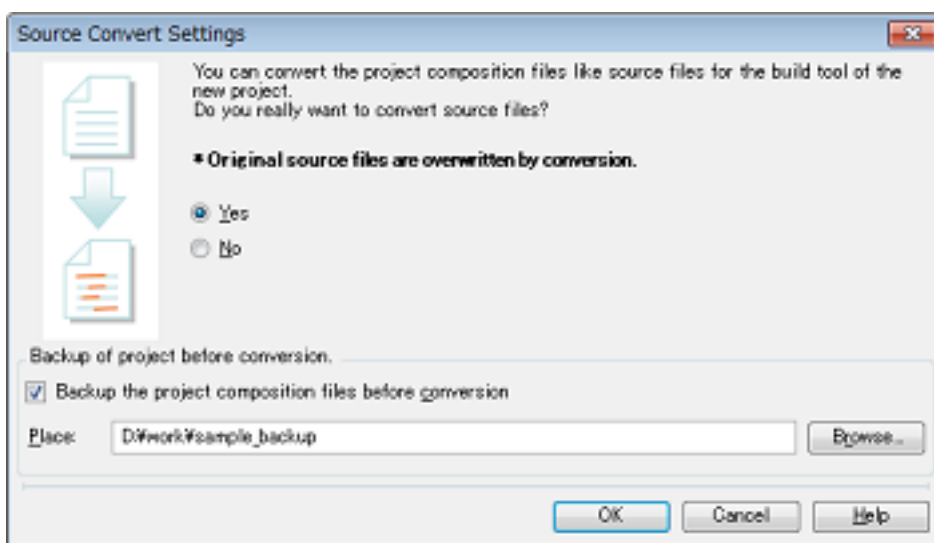 Source Convert Settings
You can convert the project composition files like source files for the build tool of the
new project.
Do you really want to convert source files?
* Original source files are overwritten by conversion.
Yes
No
Backup of project before conversion.
Backup the project composition files before conversion
Place: D:¥work¥sample_backup Browse...
OK Cancel Help